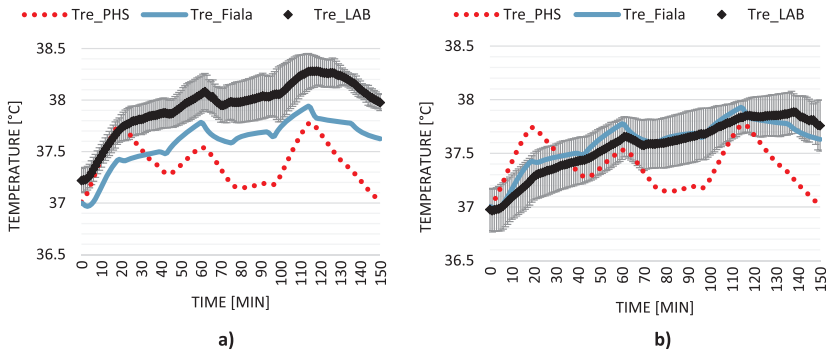 Tre_PHS Tre_Fiala Tre_LAB
38.5
38
37.5
37
36.5
TEMPERATURE [°C]
0 10 20 30 40 50 60 70 80 90 100 110 120 130 140 150
TIME [MIN]
a)
Tre_PHS Tre_Fiala Tre_LAB
38.5
38
37.5
37
36.5
TEMPERATURE [°C]
0 10 20 30 40 50 60 70 80 90 100 110 120 130 140 150
TIME [MIN]
b)